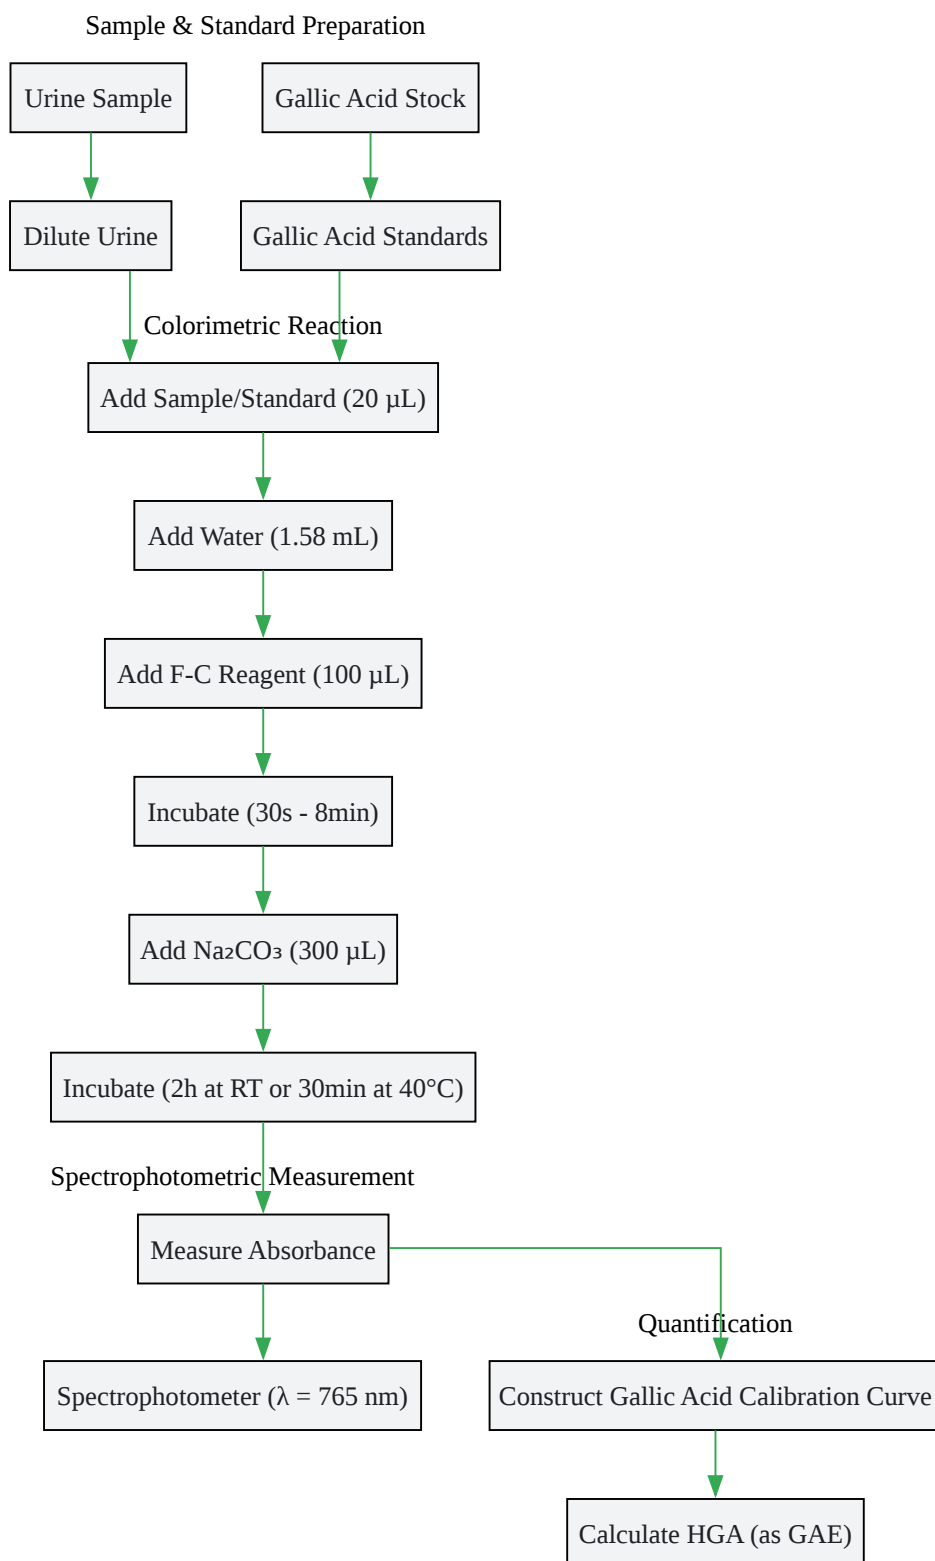 Sample & Standard Preparation
Urine Sample
Gallic Acid Stock
Dilute Urine
Gallic Acid Standards
Colorimetric Reaction
Add Sample/Standard (20 µL)
Add Water (1.58 mL)
Add F-C Reagent (100 µL)
Incubate (30s - 8min)
Add Na₂CO₃ (300 µL)
Incubate (2h at RT or 30min at 40°C)
Spectrophotometric Measurement
Measure Absorbance
Quantification
Spectrophotometer (λ = 765 nm)
Construct Gallic Acid Calibration Curve
Calculate HGA (as GAE)